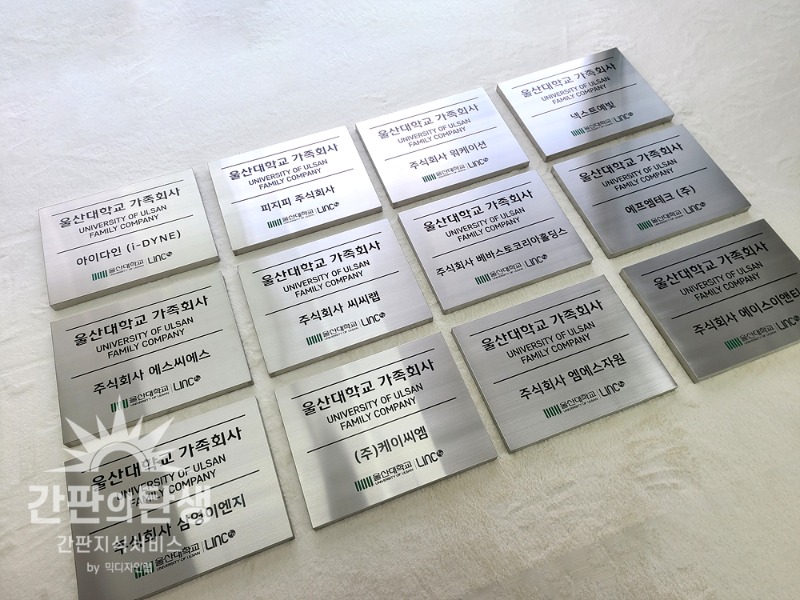 울산대학교 가족회사
UNIVERSITY OF ULSAN
FAMILY COMPANY
아이다인 (i-DYNE)
울산대학교 LINC
울산대학교 가족회사
UNIVERSITY OF ULSAN
FAMILY COMPANY
피지피 주식회사
울산대학교 LINC
울산대학교 가족회사
UNIVERSITY OF ULSAN
FAMILY COMPANY
주식회사 워케이션
울산대학교 LINC
울산대학교 가족회사
UNIVERSITY OF ULSAN
FAMILY COMPANY
넥스트에빛
울산대학교 LINC
울산대학교 가족회사
UNIVERSITY OF ULSAN
FAMILY COMPANY
주식회사 에스씨에스
울산대학교 LINC
울산대학교 가족회사
UNIVERSITY OF ULSAN
FAMILY COMPANY
주식회사 씨씨랩
울산대학교 LINC
울산대학교 가족회사
UNIVERSITY OF ULSAN
FAMILY COMPANY
주식회사 베바스토코리아홀딩스
울산대학교 LINC
울산대학교 가족회사
UNIVERSITY OF ULSAN
FAMILY COMPANY
에프엠테크 (주)
울산대학교 LINC
울산대학교 가족회사
UNIVERSITY OF ULSAN
FAMILY COMPANY
주식회사 삼영이엔지
울산대학교 LINC
울산대학교 가족회사
UNIVERSITY OF ULSAN
FAMILY COMPANY
(주)케이씨엠
울산대학교 LINC
UNIVERSITY OF ULSAN
울산대학교 가족회사
UNIVERSITY OF ULSAN
FAMILY COMPANY
주식회사 엠에스자원
울산대학교 LINC
UNIVERSITY OF ULSAN
울산대학교 가족회사
UNIVERSITY OF ULSAN
FAMILY COMPANY
주식회사 에이스이앤티
울산대학교 LINC
간판의탄생
간판지식서비스
by 익디자인랩